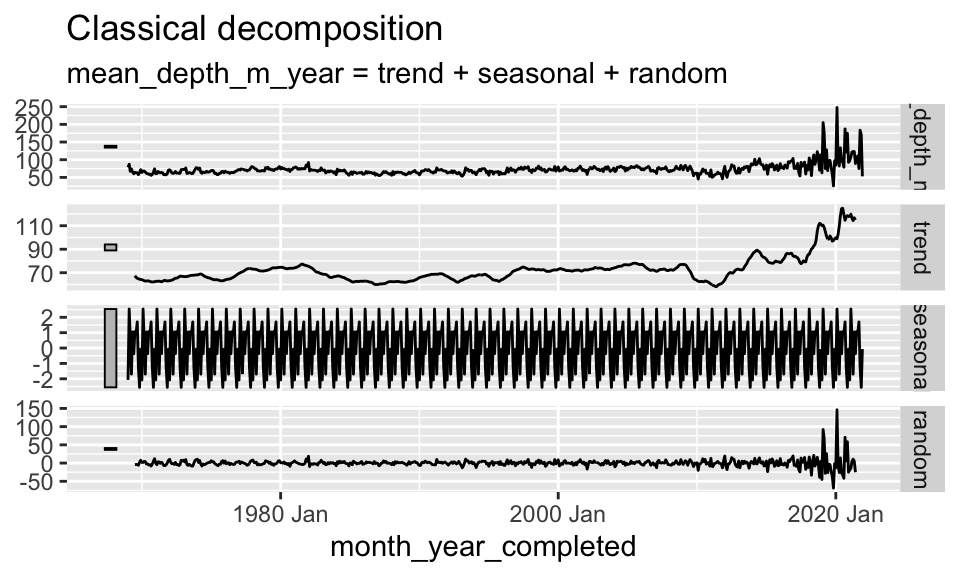 Classical decomposition
mean_depth_m_year = trend + seasonal + random
250
200
150
100
50
_depth_
110
90
70
trend
2
1
0
-1
-2
seasona
150
100
50
0
-50
random
1980 Jan
2000 Jan
2020 Jan
month_year_completed